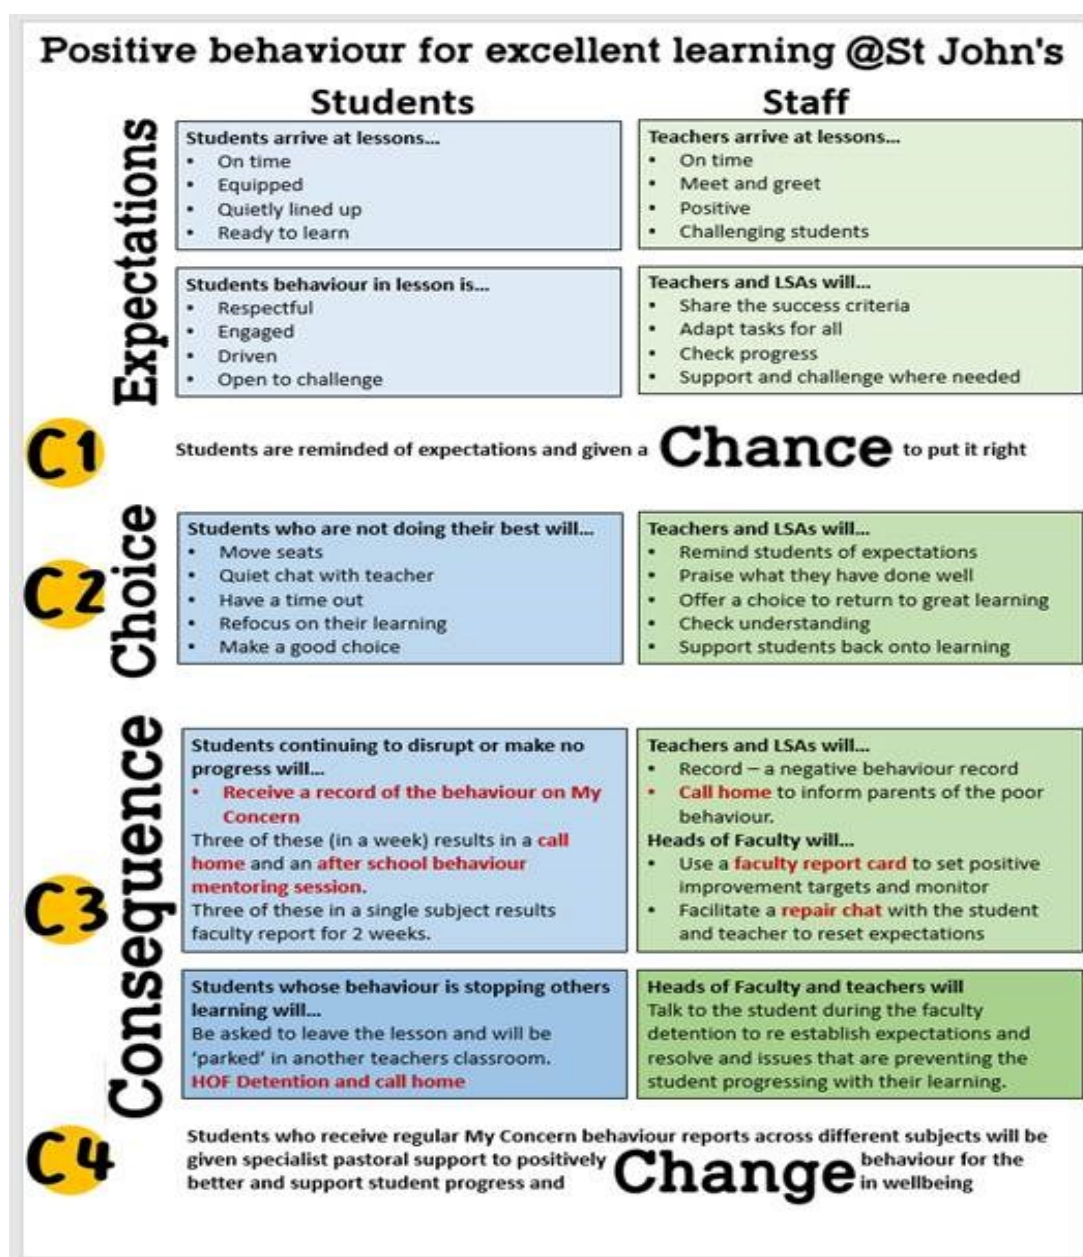 Positive behaviour for excellent learning @St John's
Students
Staff
Expectations
Students arrive at lessons...
• On time
• Equipped
• Quietly lined up
• Ready to learn
Teachers arrive at lessons...
• On time
• Meet and greet
• Positive
• Challenging students
Students behaviour in lesson is...
• Respectful
• Engaged
• Driven
• Open to challenge
Teachers and LSAs will...
• Share the success criteria
• Adapt tasks for all
• Check progress
• Support and challenge where needed
C1
Students are reminded of expectations and given a Chance to put it right
C2
Choice
Students who are not doing their best will...
• Move seats
• Quiet chat with teacher
• Have a time out
• Refocus on their learning
• Make a good choice
Teachers and LSAs will...
• Remind students of expectations
• Praise what they have done well
• Offer a choice to return to great learning
• Check understanding
• Support students back onto learning
C3
Consequence
Students continuing to disrupt or make no
progress will...
• Receive a record of the behaviour on My
Concern
Three of these (in a week) results in a call
home and an after school behaviour
mentoring session.
Three of these in a single subject results
faculty report for 2 weeks.
Teachers and LSAs will...
• Record – a negative behaviour record
• Call home to inform parents of the poor
behaviour.
Heads of Faculty will...
• Use a faculty report card to set positive
improvement targets and monitor
• Facilitate a repair chat with the student
and teacher to reset expectations
Students whose behaviour is stopping others
learning will...
Be asked to leave the lesson and will be
'parked' in another teachers classroom.
HOF Detention and call home
Heads of Faculty and teachers will
Talk to the student during the faculty
detention to re establish expectations and
resolve and issues that are preventing the
student progressing with their learning.
C4
Students who receive regular My Concern behaviour reports across different subjects will be
given specialist pastoral support to positively Change behaviour for the
better and support student progress and in wellbeing